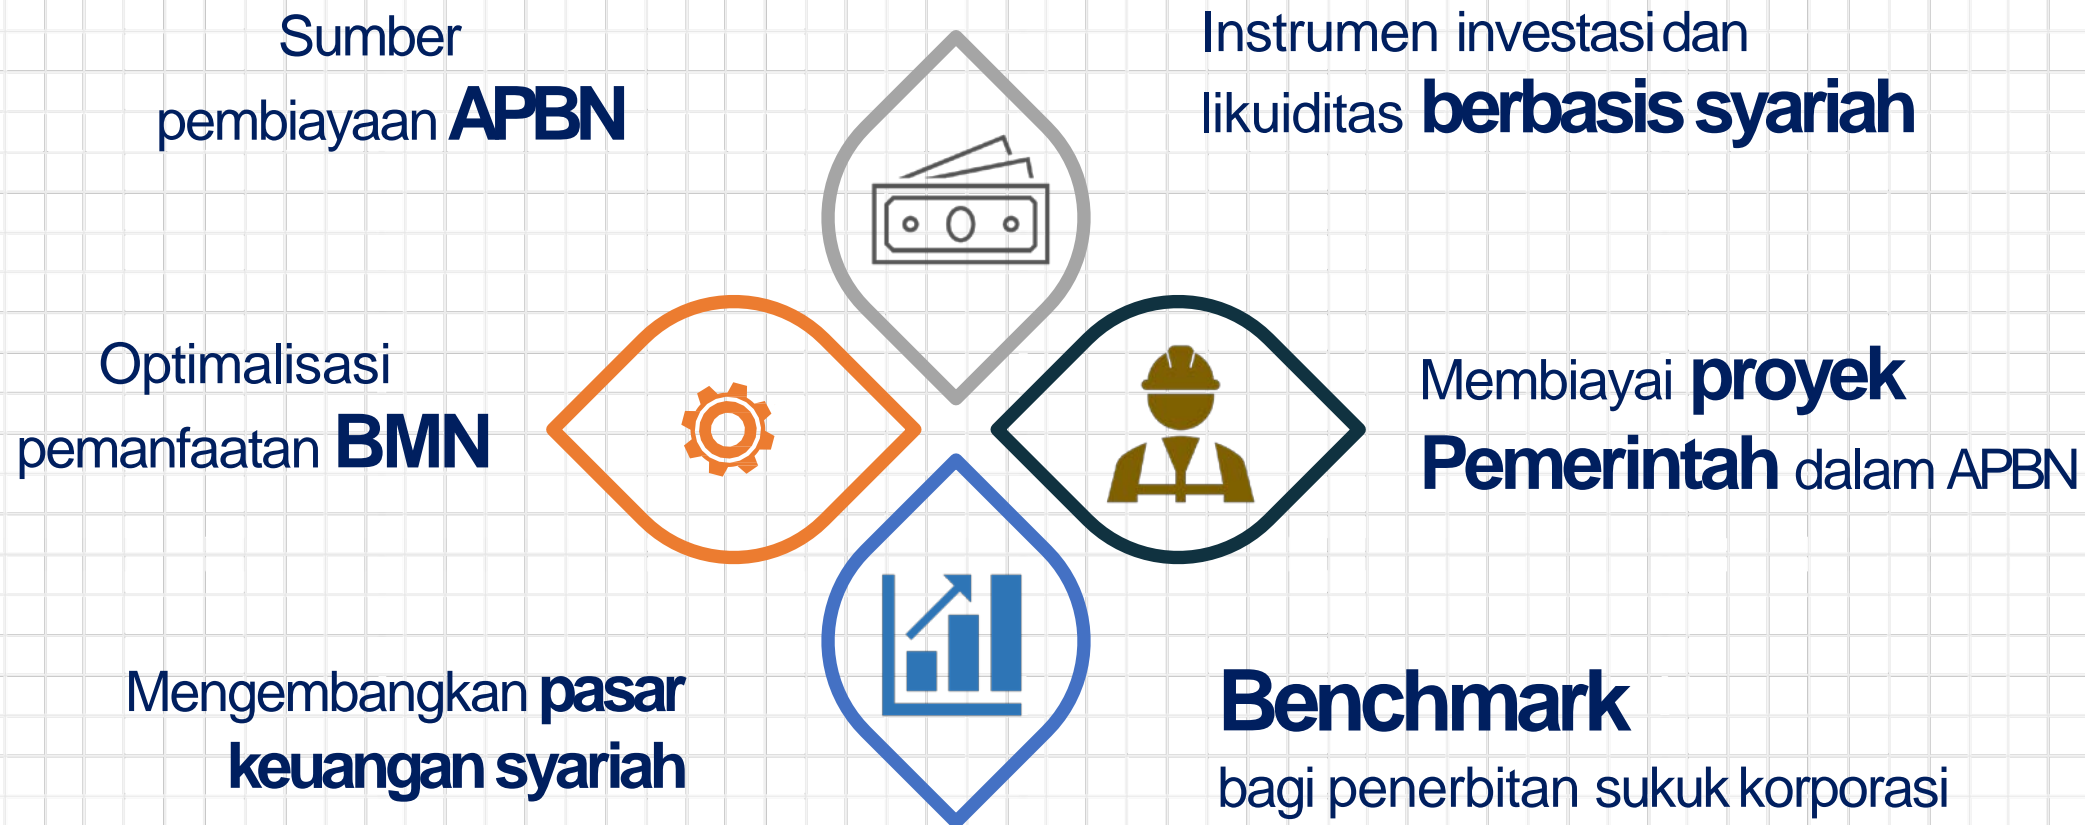 Sumber
pembiayaan APBN
Instrumen investasi dan
likuiditas berbasis syariah
Optimalisasi
pemanfaatan BMN
Membiayai proyek
Pemerintah dalam APBN
Mengembangkan pasar
keuangan syariah
Benchmark
bagi penerbitan sukuk korporasi